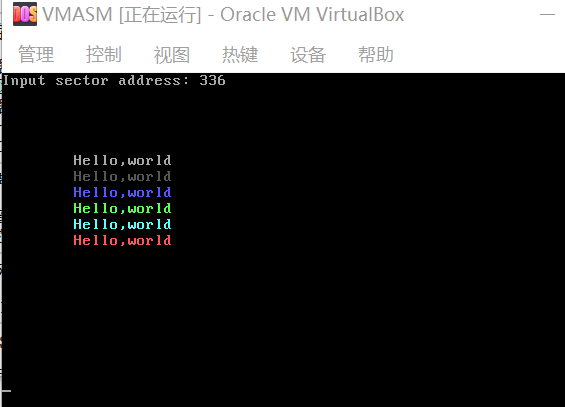 DOS VMASM [正在运行] - Oracle VM VirtualBox
管理 控制 视图 热键 设备 帮助
Input sector address: 336
Hello,world
Hello,world
Hello,world
Hello,world
Hello,world
Hello,world